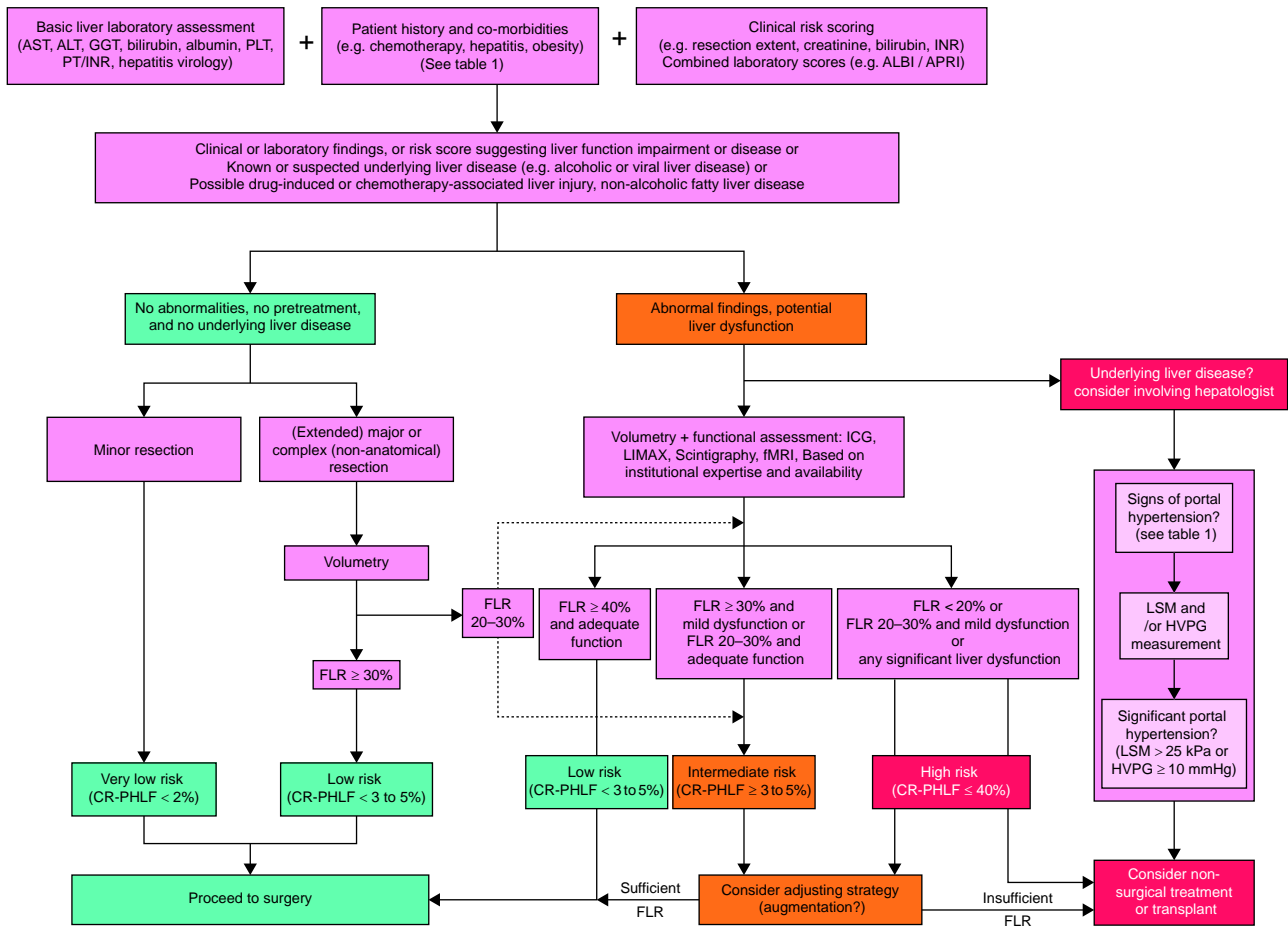 Basic liver laboratory assessment
(AST, ALT, GGT, bilirubin, albumin, PLT,
PT/INR, hepatitis virology)
+
Patient history and co-morbidities
(e.g. chemotherapy, hepatitis, obesity)
(See table 1)
+
Clinical risk scoring
(e.g. resection extent, creatinine, bilirubin, INR)
Combined laboratory scores (e.g. ALBI / APRI)
Clinical or laboratory findings, or risk score suggesting liver function impairment or disease or
Known or suspected underlying liver disease (e.g. alcoholic or viral liver disease) or
Possible drug-induced or chemotherapy-associated liver injury, non-alcoholic fatty liver disease
No abnormalities, no pretreatment,
and no underlying liver disease
Abnormal findings, potential
liver dysfunction
Underlying liver disease?
consider involving hepatologist
Minor resection
(Extended) major or
complex (non-anatomical)
resection
Volumetry + functional assessment: ICG,
LIMAX, Scintigraphy, fMRI, Based on
institutional expertise and availability
Signs of portal
hypertension?
(see table 1)
Volumetry
FLR
20–30%
FLR ≥ 40%
and adequate
function
FLR ≥ 30% and
mild dysfunction or
FLR 20–30% and
adequate function
FLR < 20% or
FLR 20–30% and mild dysfunction
or
any significant liver dysfunction
LSM and
/or HVPG
measurement
FLR ≥ 30%
Significant portal
hypertension?
(LSM > 25 kPa or
HVPG ≥ 10 mmHg)
Very low risk
(CR-PHLF < 2%)
Low risk
(CR-PHLF < 3 to 5%)
Low risk
(CR-PHLF < 3 to 5%)
Intermediate risk
(CR-PHLF ≥ 3 to 5%)
High risk
(CR-PHLF ≤ 40%)
Proceed to surgery
Sufficient
FLR
Consider adjusting strategy
(augmentation?)
Insufficient
FLR
Consider non-
surgical treatment
or transplant